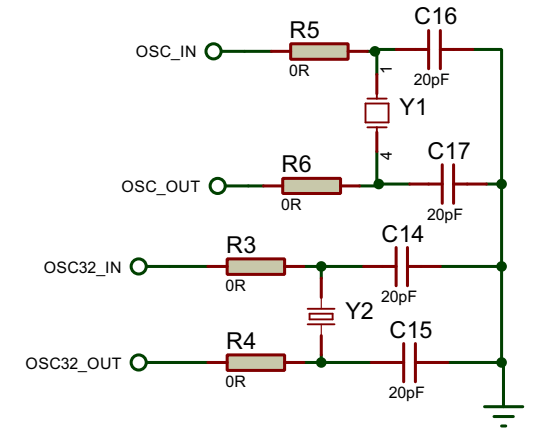 C16
R5
OSC_IN
0R
20pF
1
Y1
4
C17
R6
OSC_OUT
0R
20pF
C14
R3
OSC32_IN
0R
20pF
Y2
C15
R4
OSC32_OUT
0R
20pF